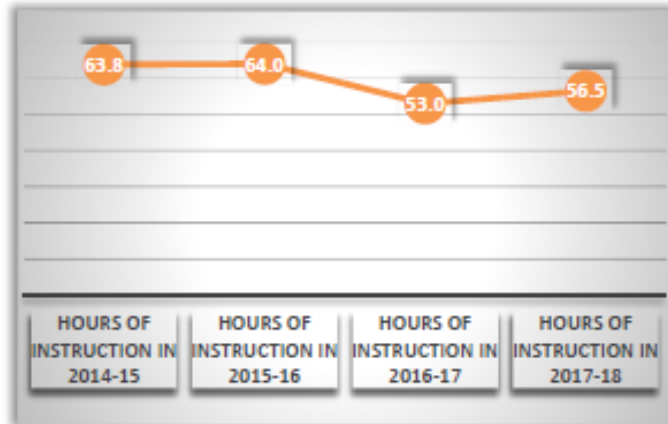 63.8
64.0
53.0
56.5
HOURS OF
INSTRUCTION IN
2014-15
HOURS OF
INSTRUCTION IN
2015-16
HOURS OF
INSTRUCTION IN
2016-17
HOURS OF
INSTRUCTION IN
2017-18